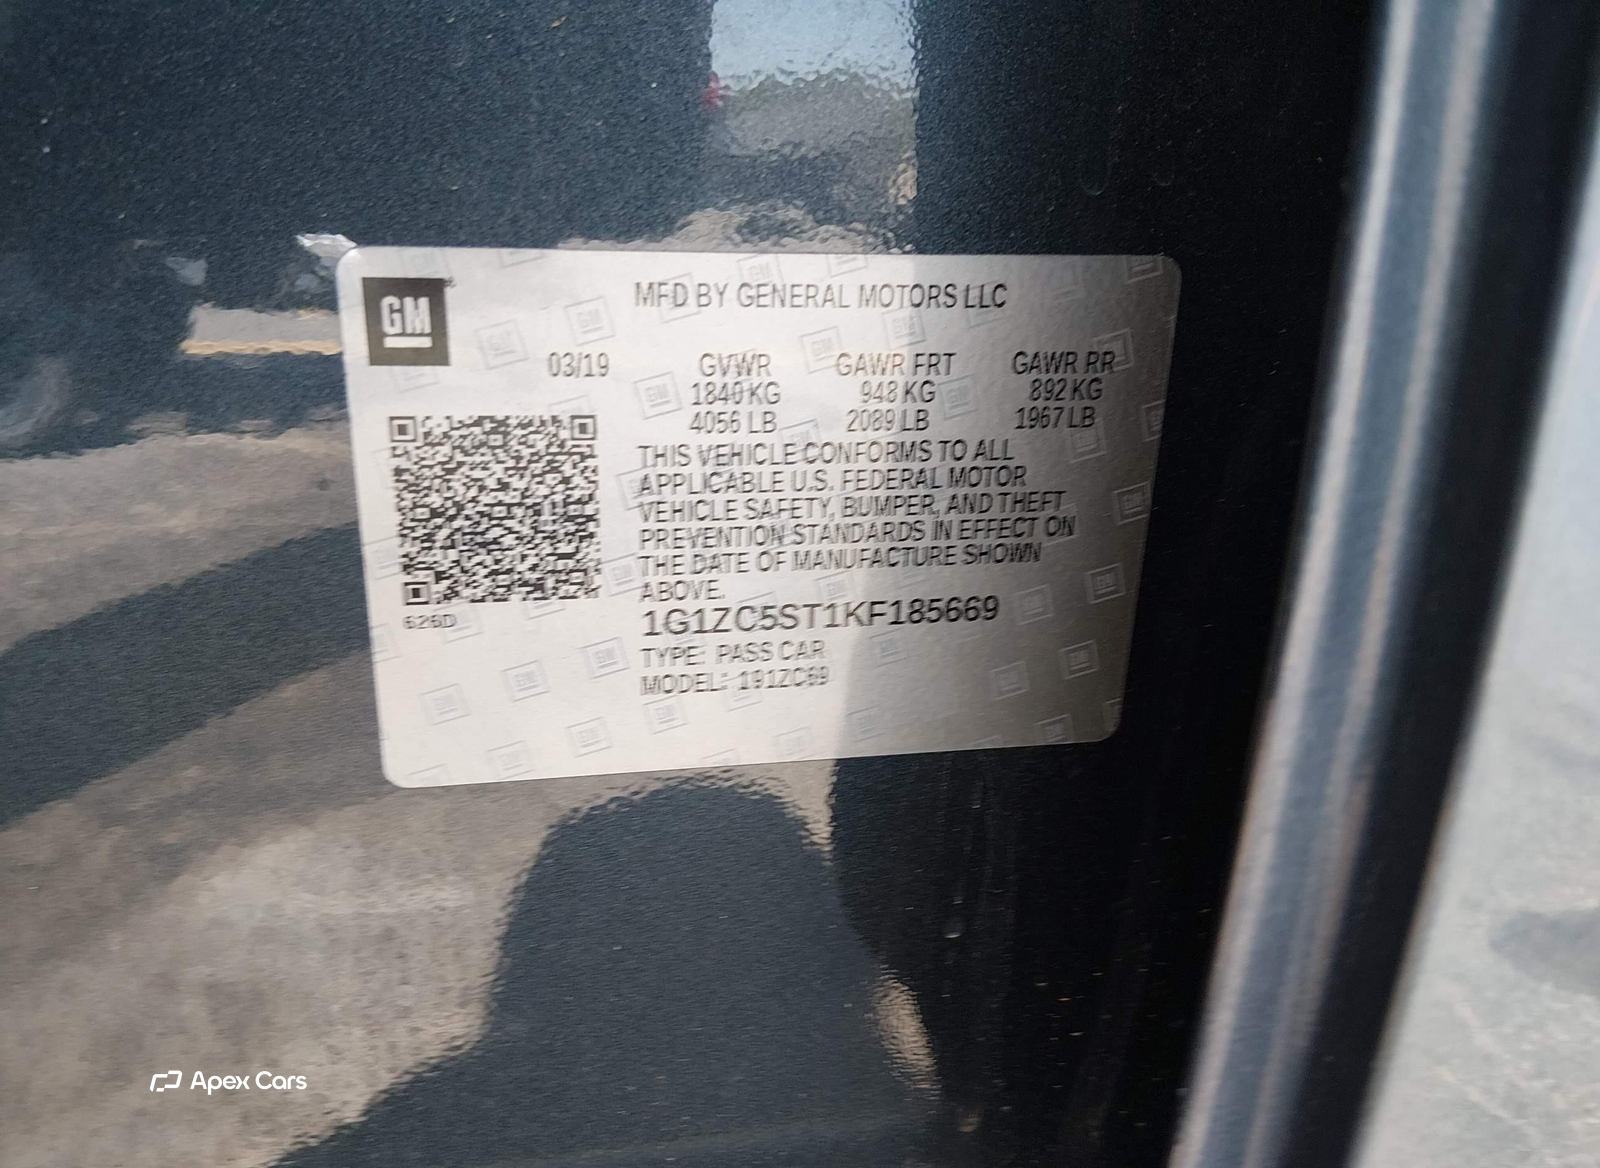 GM
MFD BY GENERAL MOTORS LLC
03/19 GVWR GAWR FRT GAWR RR
1840 KG 948 KG 892 KG
4056 LB 2089 LB 1967 LB
THIS VEHICLE CONFORMS TO ALL
APPLICABLE U.S. FEDERAL MOTOR
VEHICLE SAFETY, BUMPER, AND THEFT
PREVENTION STANDARDS IN EFFECT ON
THE DATE OF MANUFACTURE SHOWN
ABOVE.
626D
1G1ZC5ST1KF185669
TYPE: PASS CAR
MODEL: 191ZC69
Apex Cars